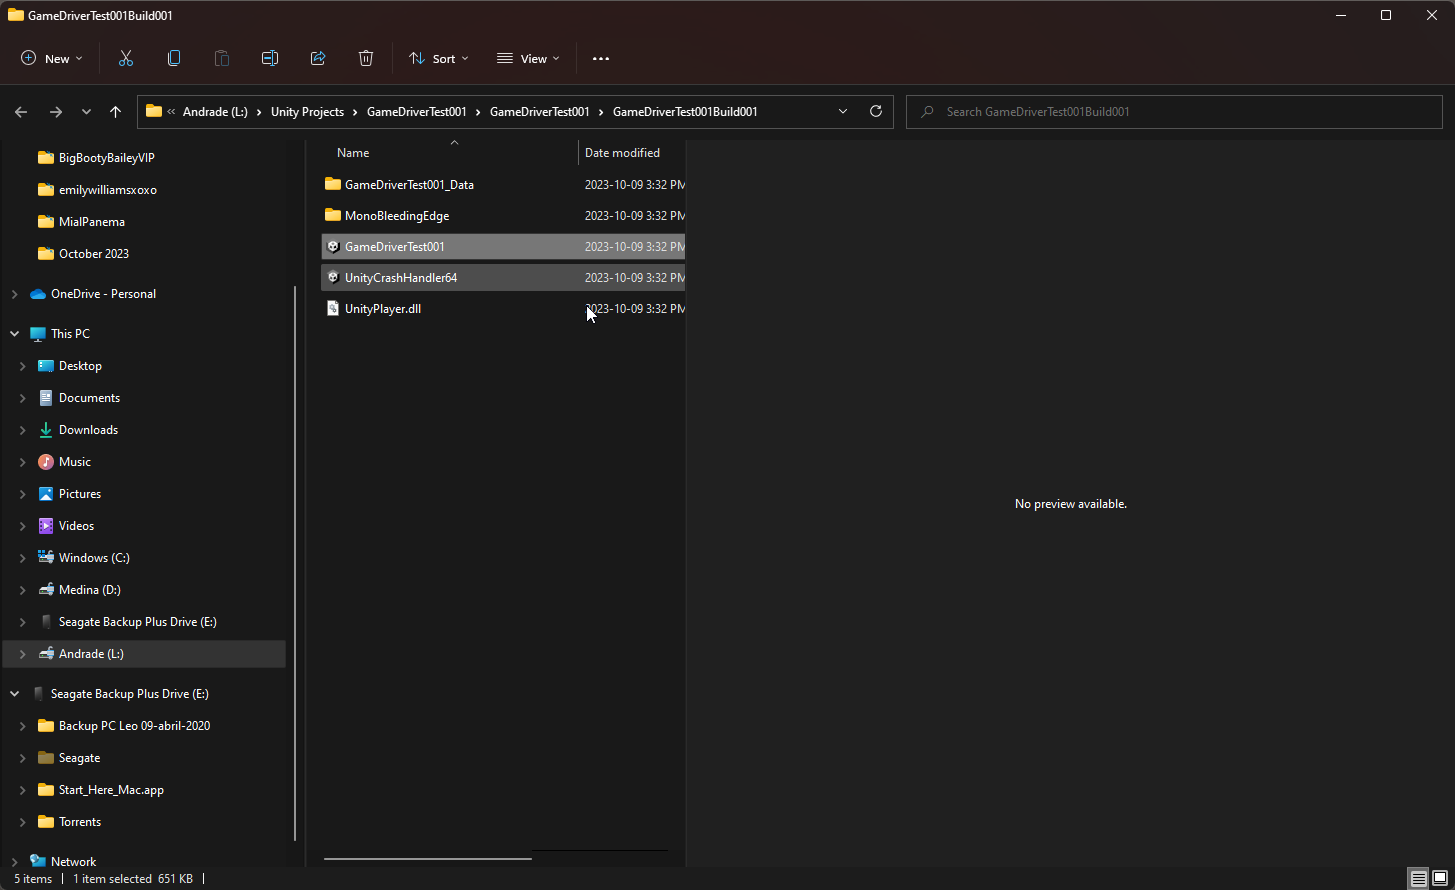 GameDriverTest001Build001
New
Sort
View
« Andrade (L:) > Unity Projects > GameDriverTest001 > GameDriverTest001 > GameDriverTest001Build001
Search GameDriverTest001Build001
BigBootyBaileyVIP
emilywilliamsxoxo
MialPanema
October 2023
OneDrive - Personal
This PC
Desktop
Documents
Downloads
Music
Pictures
Videos
Windows (C:)
Medina (D:)
Seagate Backup Plus Drive (E:)
Andrade (L:)
Seagate Backup Plus Drive (E:)
Backup PC Leo 09-abril-2020
Seagate
Start_Here_Mac.app
Torrents
Network
Name Date modified
GameDriverTest001_Data 2023-10-09 3:32 PM
MonoBleedingEdge 2023-10-09 3:32 PM
GameDriverTest001 2023-10-09 3:32 PM
UnityCrashHandler64 2023-10-09 3:32 PM
UnityPlayer.dll 2023-10-09 3:32 PM
No preview available.
5 items 1 item selected 651 KB